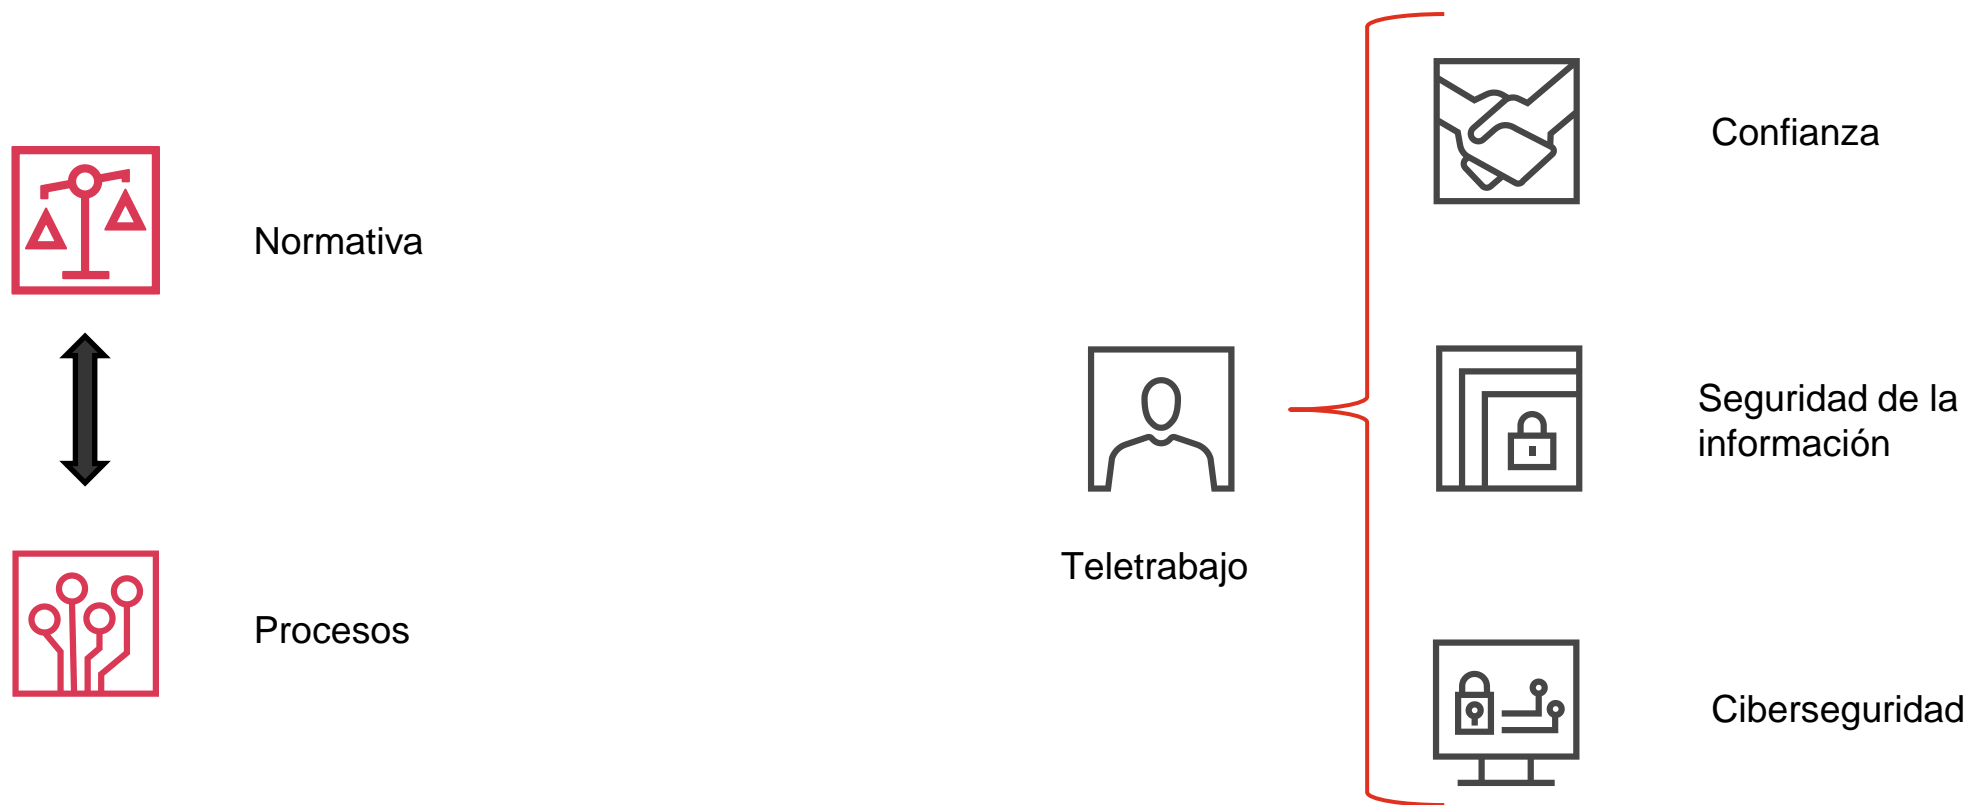 Normativa
Procesos
Teletrabajo
Confianza
Seguridad de la
información
Ciberseguridad